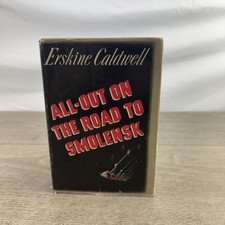 Erskine Caldwell
ALL-OUT ON
THE ROAD TO
SMOLENSK